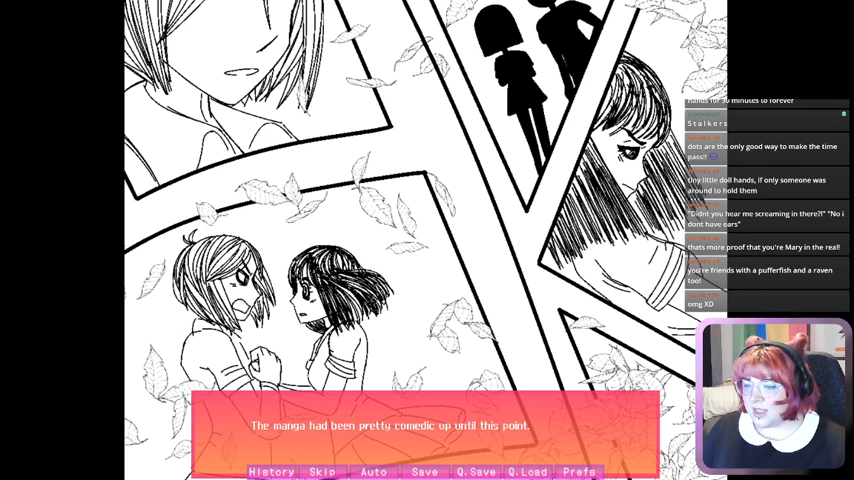 hands for 30 minutes to forever
S t a l k e r s
dots are the only good way to make the time
pass!! 💜
tiny little doll hands, if only someone was
around to hold them
"Didnt you hear me screaming in there?!" "No i
dont have ears"
thats more proof that you're Mary in the real!
you're friends with a pufferfish and a raven
too!
omg XD
The manga had been pretty comedic up until this point.
History Skip Auto Save Q.Save Q.Load Prefs